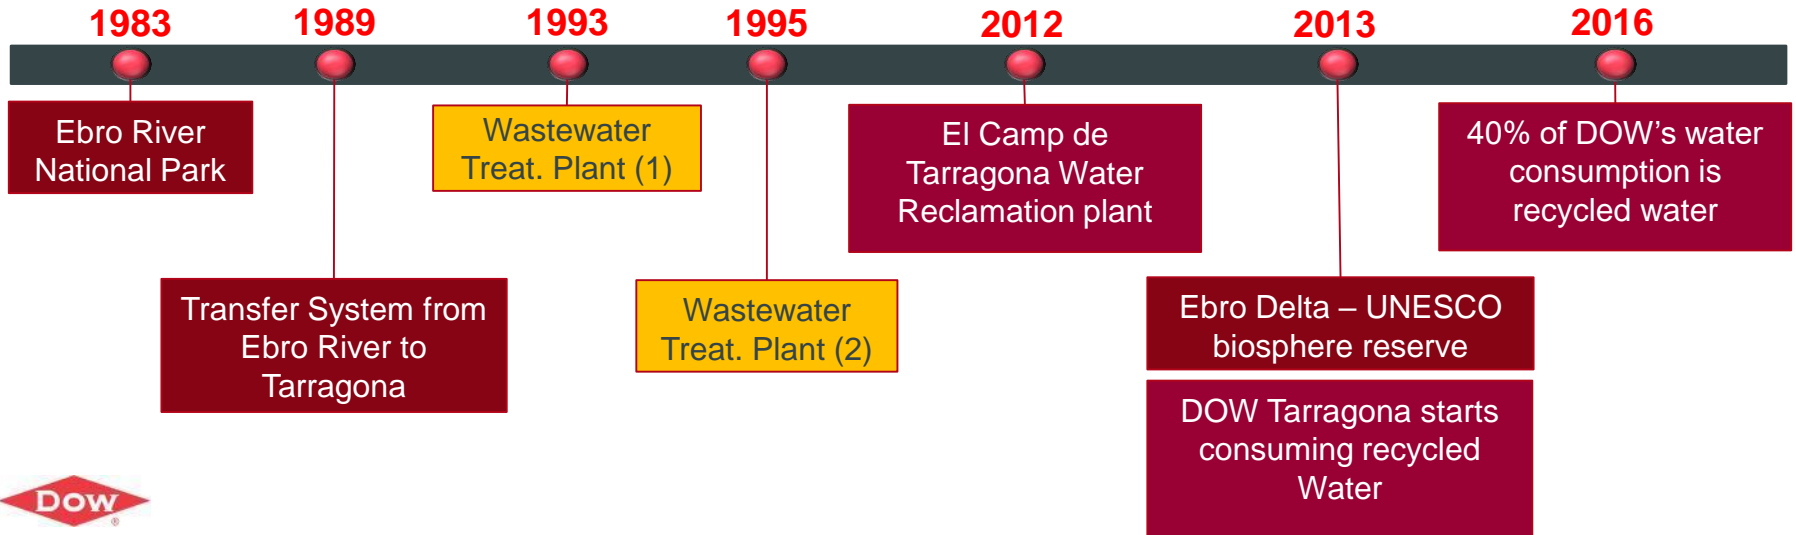 1983
1989
1993
1995
2012
2013
2016
Ebro River
National Park
Transfer System from
Ebro River to
Tarragona
Wastewater
Treat. Plant (1)
Wastewater
Treat. Plant (2)
El Camp de
Tarragona Water
Reclamation plant
Ebro Delta – UNESCO
biosphere reserve
DOW Tarragona starts
consuming recycled
Water
40% of DOW’s water
consumption is
recycled water
DOW
®